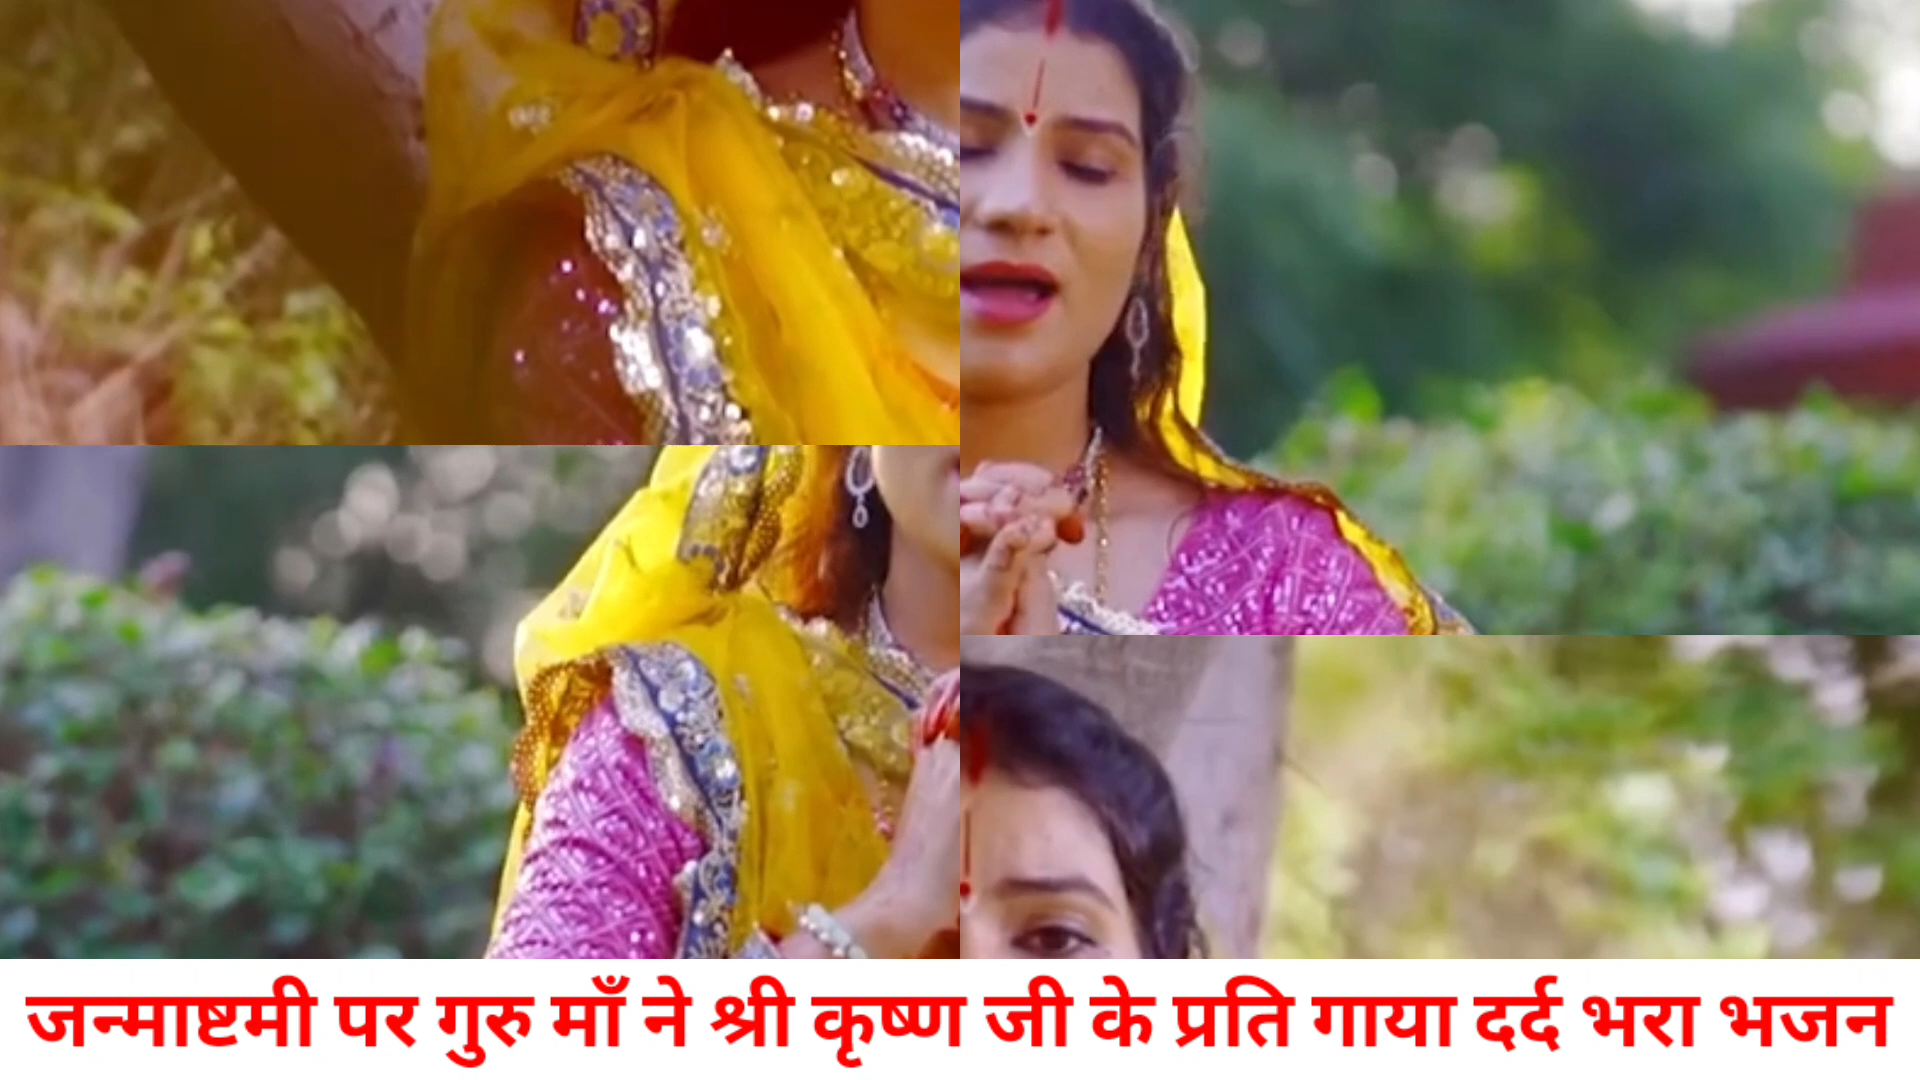 जन्माष्टमी पर गुरु माँ ने श्री कृष्ण जी के प्रति गाया दर्द भरा भजन